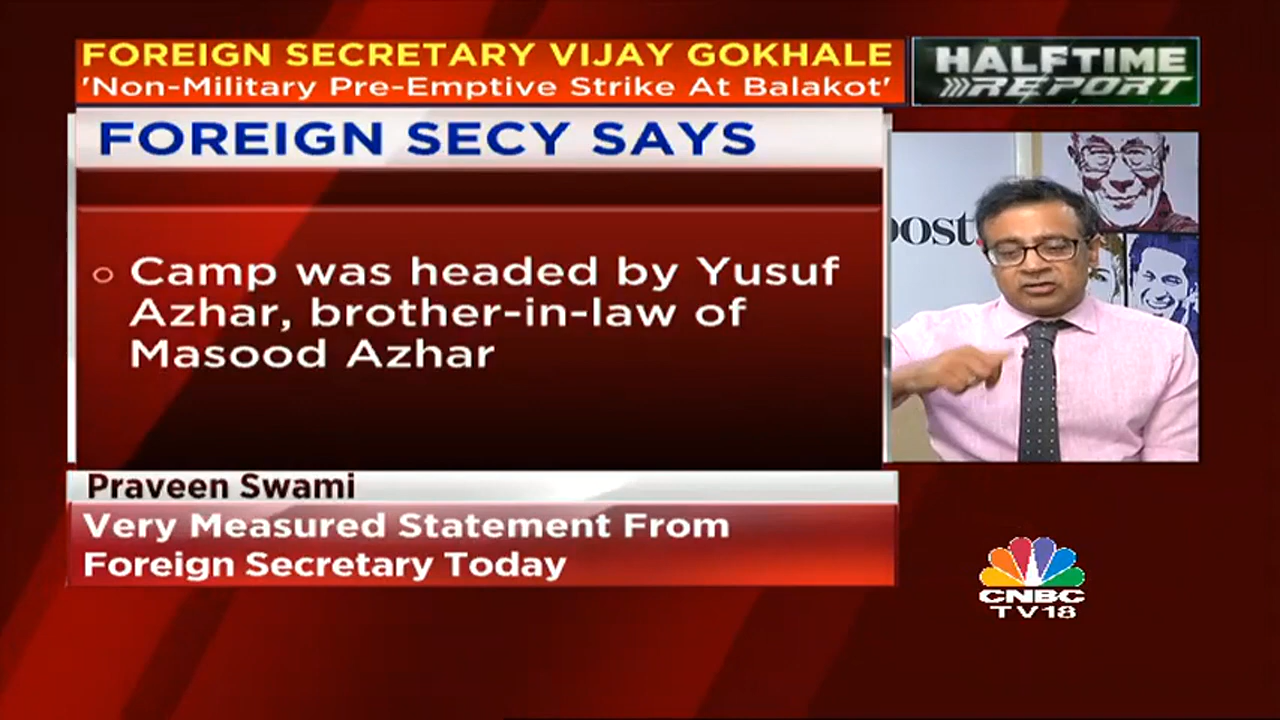 FOREIGN SECRETARY VIJAY GOKHALE
'Non-Military Pre-Emptive Strike At Balakot'
HALFTIME
REPORT
FOREIGN SECY SAYS
Camp was headed by Yusuf
Azhar, brother-in-law of
Masood Azhar
post
Praveen Swami
Very Measured Statement From
Foreign Secretary Today
CNBC
TV18